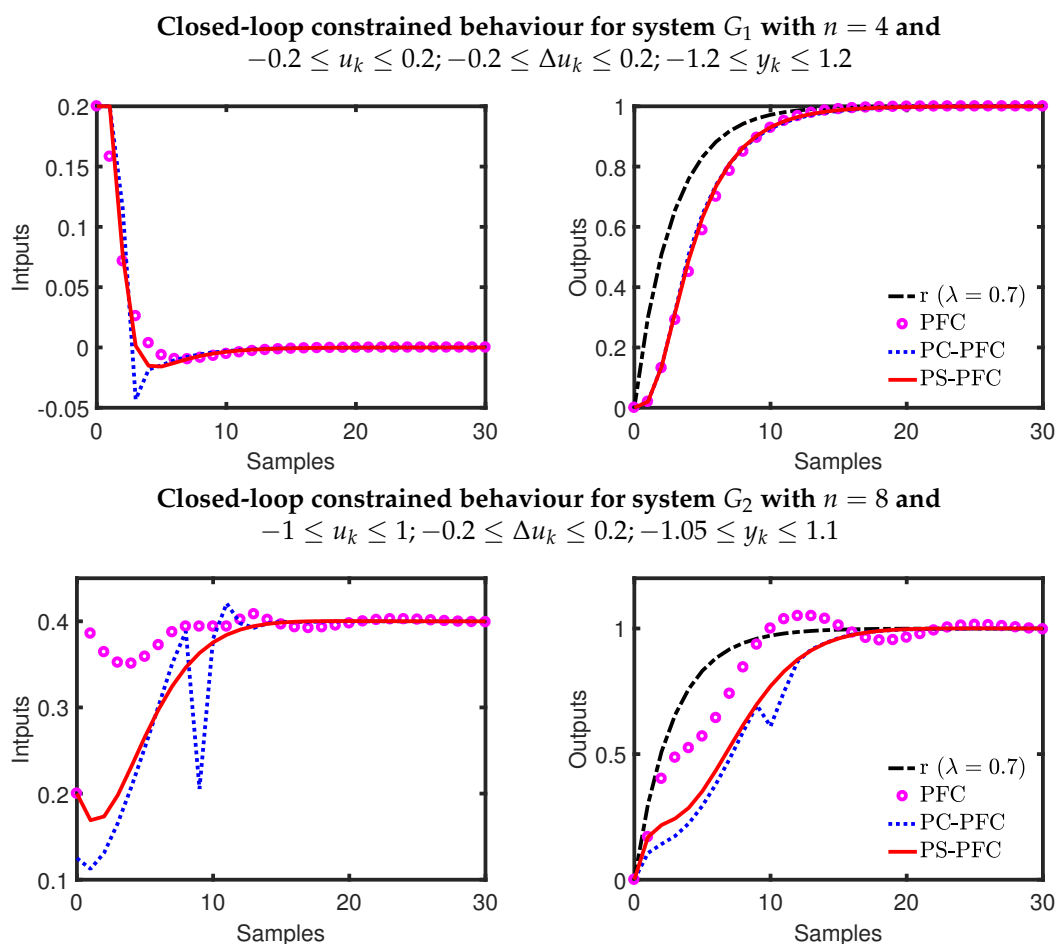 Closed-loop constrained behaviour for system G₁ with n = 4 and
−0.2 ≤ uₖ ≤ 0.2; −0.2 ≤ Δuₖ ≤ 0.2; −1.2 ≤ yₖ ≤ 1.2
0.2
0.15
0.1
0.05
0
-0.05
Intputs
0 10 20 30
Samples
1
0.8
0.6
0.4
0.2
0
Outputs
r (λ = 0.7)
PFC
PC-PFC
PS-PFC
0 10 20 30
Samples
Closed-loop constrained behaviour for system G₂ with n = 8 and
−1 ≤ uₖ ≤ 1; −0.2 ≤ Δuₖ ≤ 0.2; −1.05 ≤ yₖ ≤ 1.1
0.4
0.3
0.2
0.1
Intputs
0 10 20 30
Samples
1
0.5
0
Outputs
r (λ = 0.7)
PFC
PC-PFC
PS-PFC
0 10 20 30
Samples